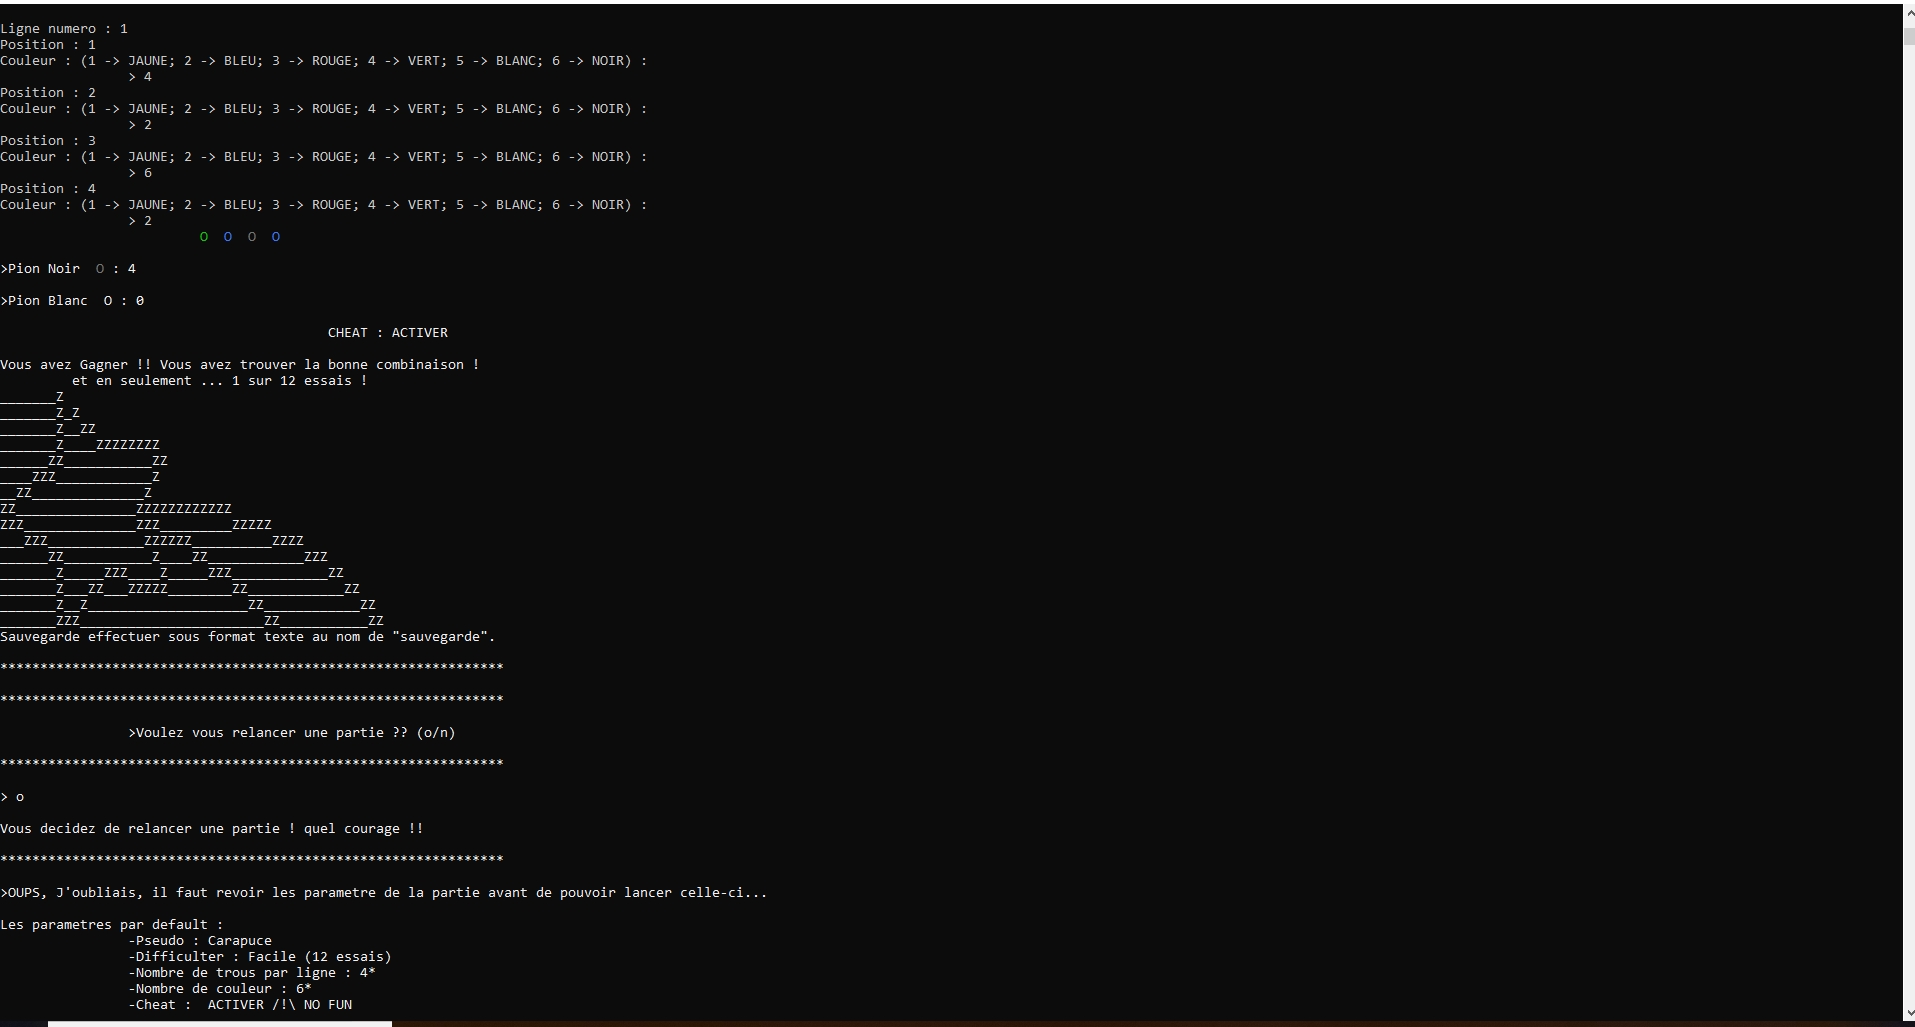 Ligne numero : 1
Position : 1
Couleur : (1 -> JAUNE; 2 -> BLEU; 3 -> ROUGE; 4 -> VERT; 5 -> BLANC; 6 -> NOIR) :
> 4
Position : 2
Couleur : (1 -> JAUNE; 2 -> BLEU; 3 -> ROUGE; 4 -> VERT; 5 -> BLANC; 6 -> NOIR) :
> 2
Position : 3
Couleur : (1 -> JAUNE; 2 -> BLEU; 3 -> ROUGE; 4 -> VERT; 5 -> BLANC; 6 -> NOIR) :
> 6
Position : 4
Couleur : (1 -> JAUNE; 2 -> BLEU; 3 -> ROUGE; 4 -> VERT; 5 -> BLANC; 6 -> NOIR) :
> 2
O  O  O  O
>Pion Noir  O : 4
>Pion Blanc  O : 0
CHEAT : ACTIVER
Vous avez Gagner !! Vous avez trouver la bonne combinaison !
et en seulement ... 1 sur 12 essais !
_______Z
_______Z_Z
_______Z__ZZ
_______Z____ZZZZZZZZ
______ZZ___________ZZ
____ZZZ____________Z
__ZZ______________Z
ZZ_______________ZZZZZZZZZZZZ
ZZZ______________ZZZ_________ZZZZZ
___ZZZ____________ZZZZZZ__________ZZZZ
______ZZ___________Z____ZZ____________ZZZ
_______Z_____ZZZ____Z_____ZZZ____________ZZ
_______Z___ZZ___ZZZZZ________ZZ____________ZZ
_______Z__Z____________________ZZ____________ZZ
_______ZZZ_______________________ZZ___________ZZ
Sauvegarde effectuer sous format texte au nom de "sauvegarde".
***************************************************************
***************************************************************
>Voulez vous relancer une partie ?? (o/n)
***************************************************************
> o
Vous decidez de relancer une partie ! quel courage !!
***************************************************************
>OUPS, J'oubliais, il faut revoir les parametre de la partie avant de pouvoir lancer celle-ci...
Les parametres par default :
-Pseudo : Carapuce
-Difficulter : Facile (12 essais)
-Nombre de trous par ligne : 4*
-Nombre de couleur : 6*
-Cheat :  ACTIVER /!\ NO FUN